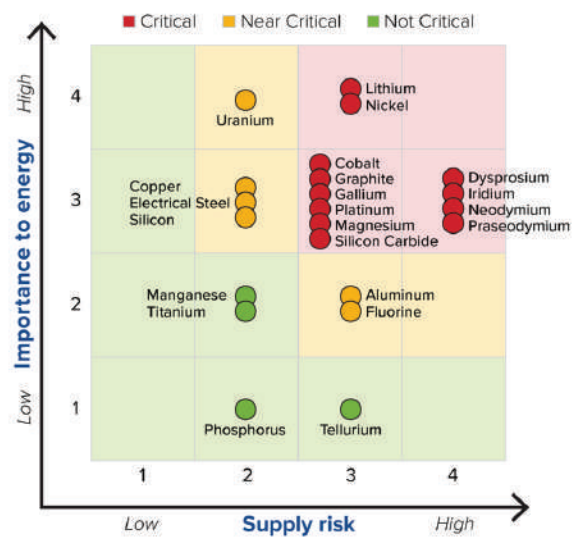 Critical Near Critical Not Critical
High
Importance to energy
Low
4
3
2
1
Uranium
Lithium
Nickel
Copper
Electrical Steel
Silicon
Cobalt
Graphite
Gallium
Platinum
Magnesium
Silicon Carbide
Dysprosium
Iridium
Neodymium
Praseodymium
Manganese
Titanium
Aluminum
Fluorine
Phosphorus
Tellurium
1 2 3 4
Low Supply risk High